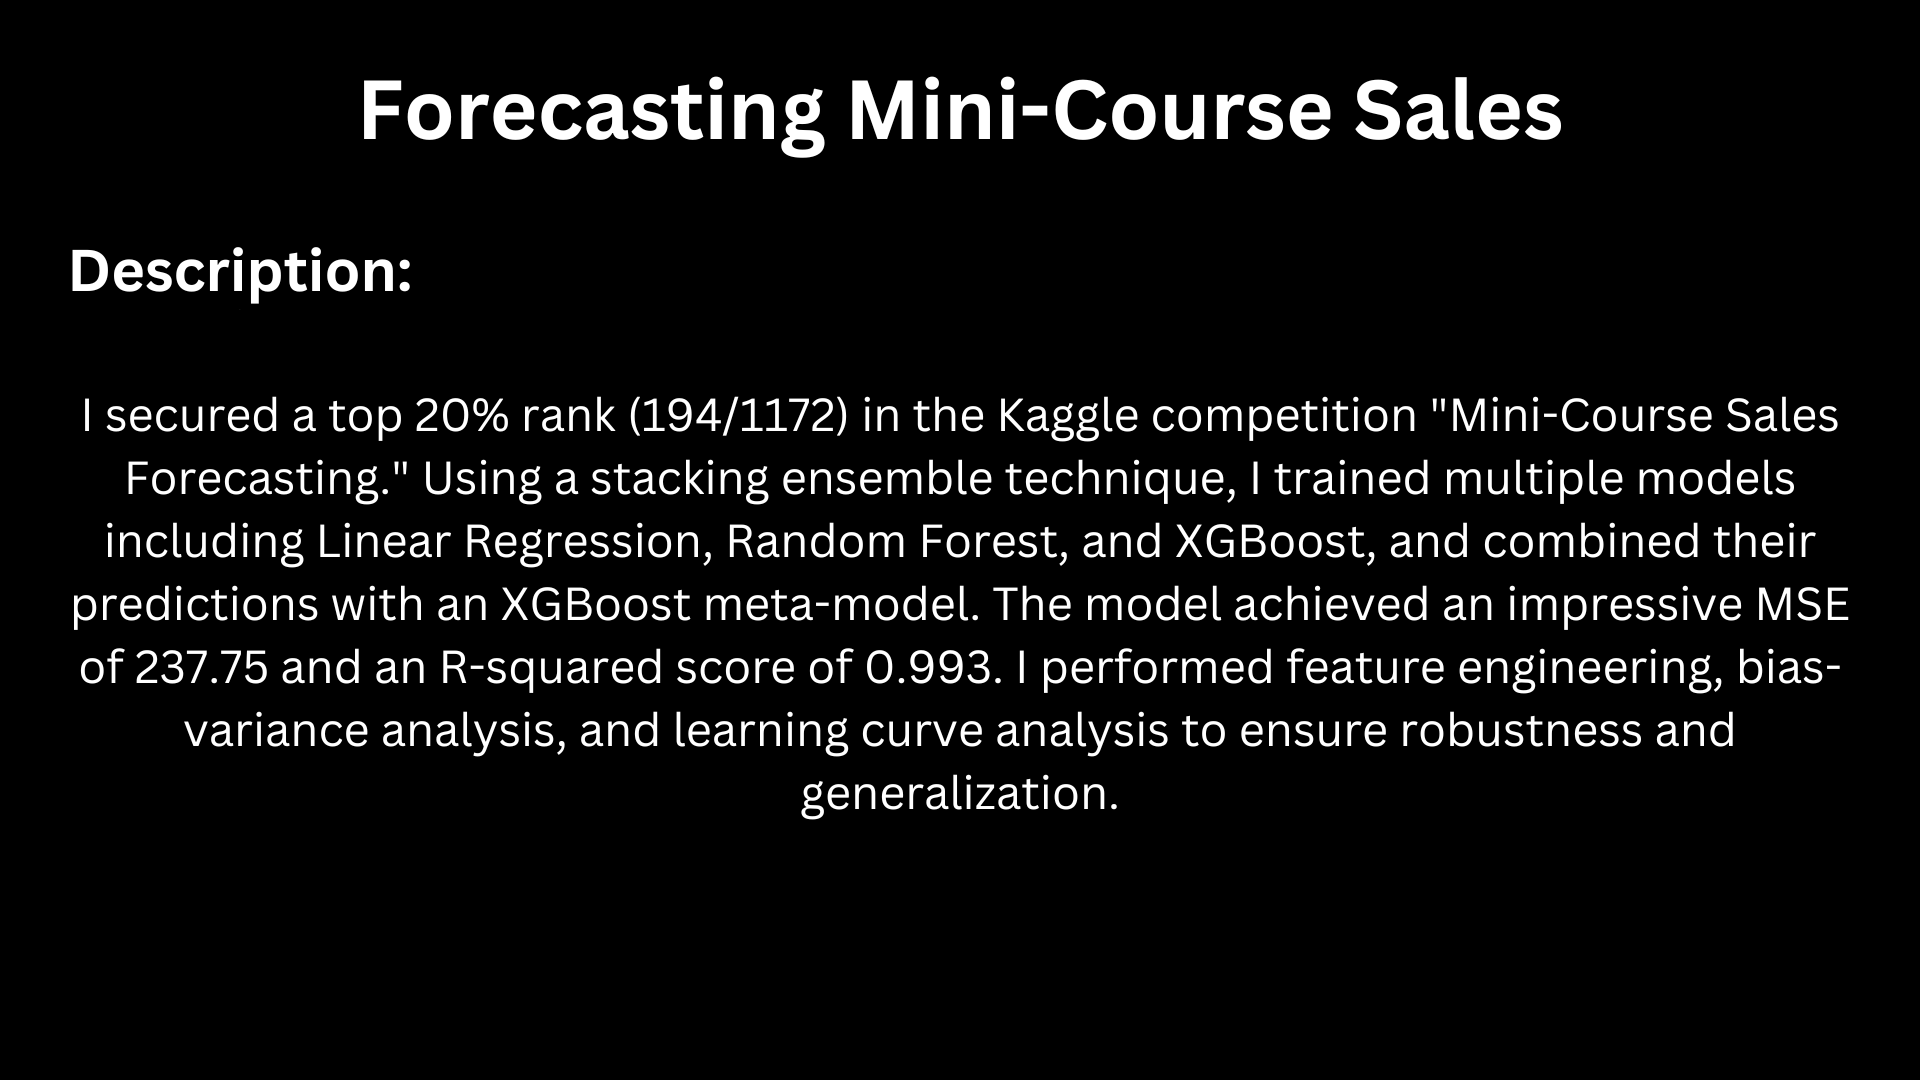 Forecasting Mini-Course Sales
Description:
I secured a top 20% rank (194/1172) in the Kaggle competition "Mini-Course Sales
Forecasting." Using a stacking ensemble technique, I trained multiple models
including Linear Regression, Random Forest, and XGBoost, and combined their
predictions with an XGBoost meta-model. The model achieved an impressive MSE
of 237.75 and an R-squared score of 0.993. I performed feature engineering, bias-
variance analysis, and learning curve analysis to ensure robustness and
generalization.